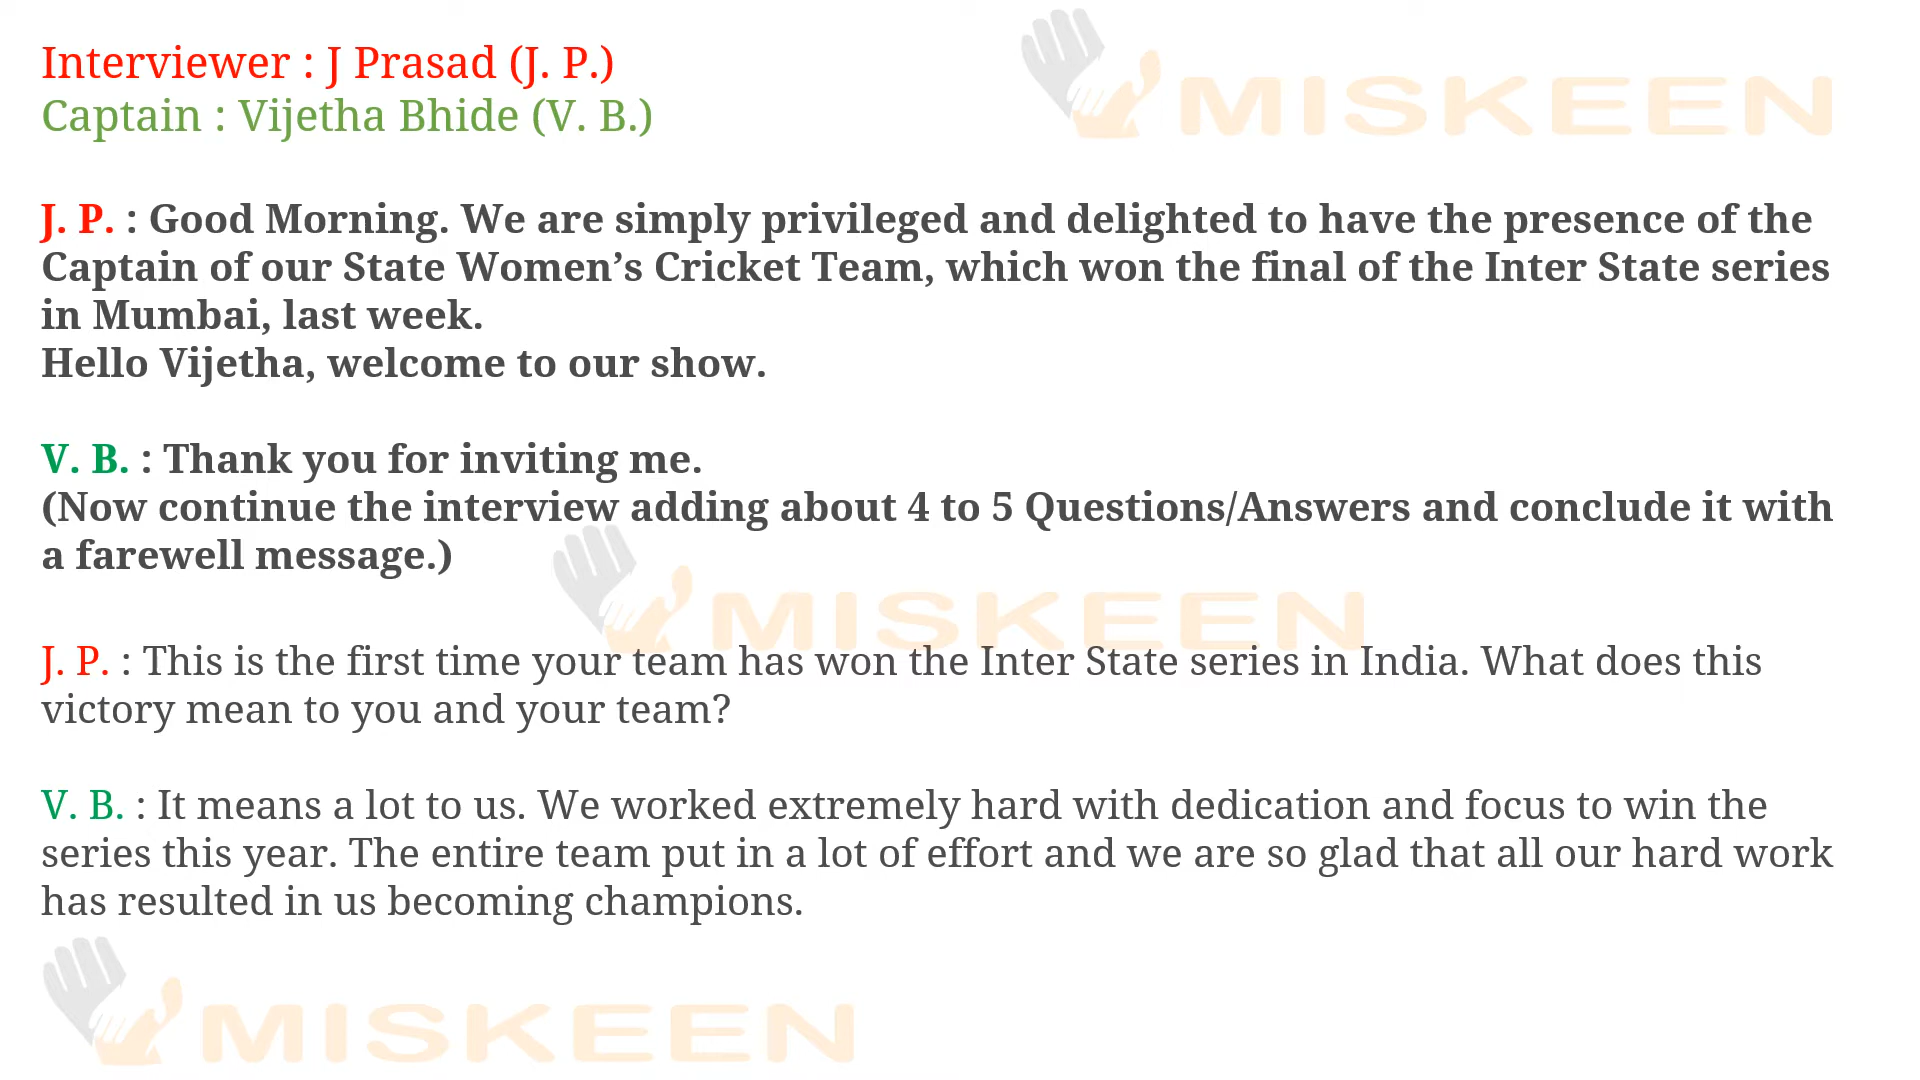 Interviewer : J Prasad (J. P.)
MISKEEN
Captain : Vijetha Bhide (V. B.)
J. P. : Good Morning. We are simply privileged and delighted to have the presence of the
Captain of our State Women’s Cricket Team, which won the final of the Inter State series
in Mumbai, last week.
Hello Vijetha, welcome to our show.
V. B. : Thank you for inviting me.
(Now continue the interview adding about 4 to 5 Questions/Answers and conclude it with
a farewell message.)
MISKEEN
J. P. : This is the first time your team has won the Inter State series in India. What does this
victory mean to you and your team?
V. B. : It means a lot to us. We worked extremely hard with dedication and focus to win the
series this year. The entire team put in a lot of effort and we are so glad that all our hard work
has resulted in us becoming champions.
MISKEEN